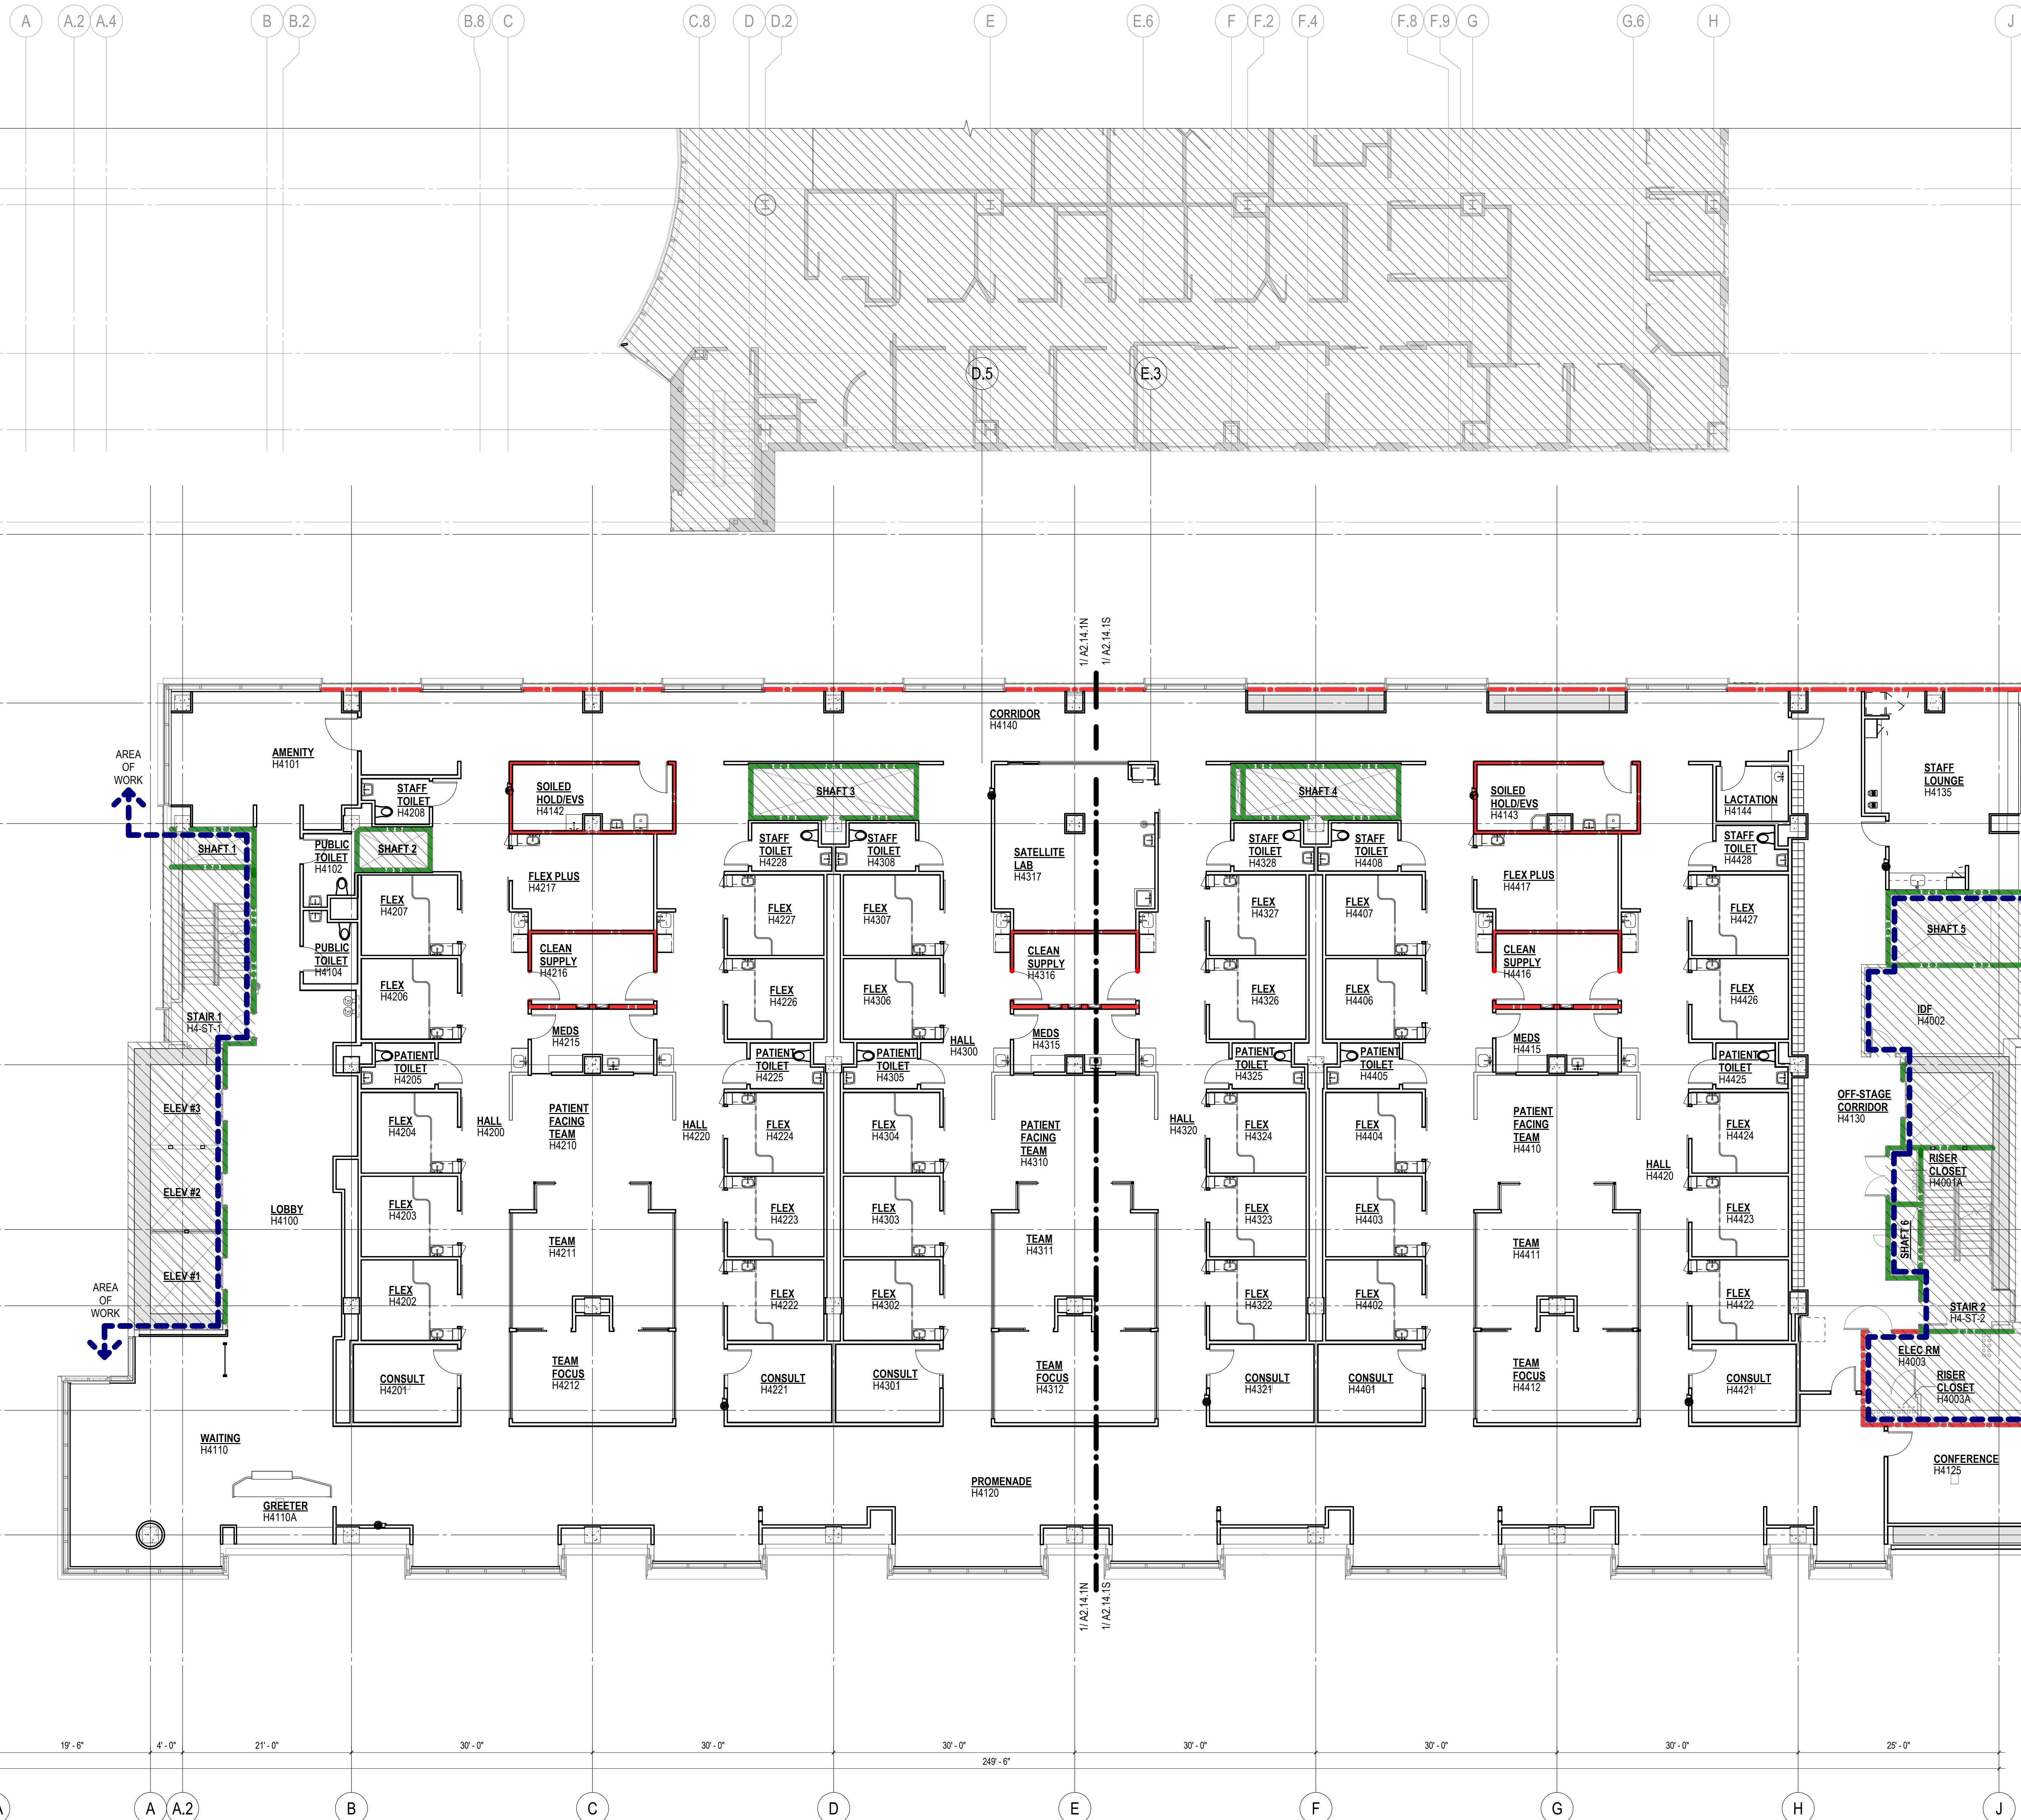 A
A.2
A.4
B
B.2
B.8
C
C.8
D
D.2
E
E.6
F
F.2
F.4
F.8
F.9
G
G.6
H
J
D.5
E.3
1/ A2.14.1N
1/ A2.14.1S
CORRIDOR
H4140
AMENITY
H4101
AREA
OF
WORK
STAFF
TOILET
H4208
SOILED
HOLD/EVS
H4142
SHAFT 3
SHAFT 4
SOILED
HOLD/EVS
H4143
LACTATION
H4144
STAFF
LOUNGE
H4135
SHAFT 1
PUBLIC
TOILET
H4102
SHAFT 2
STAFF
TOILET
H4228
STAFF
TOILET
H4308
SATELLITE
LAB
H4317
STAFF
TOILET
H4328
STAFF
TOILET
H4408
STAFF
TOILET
H4428
FLEX PLUS
H4217
FLEX PLUS
H4417
FLEX
H4207
FLEX
H4227
FLEX
H4307
FLEX
H4327
FLEX
H4407
FLEX
H4427
SHAFT 5
PUBLIC
TOILET
H4104
CLEAN
SUPPLY
H4216
CLEAN
SUPPLY
H4316
CLEAN
SUPPLY
H4416
FLEX
H4206
FLEX
H4226
FLEX
H4306
FLEX
H4326
FLEX
H4406
FLEX
H4426
STAIR 1
H4-ST-1
IDF
H4002
MEDS
H4215
HALL
H4300
MEDS
H4315
MEDS
H4415
PATIENT
TOILET
H4205
PATIENT
TOILET
H4225
PATIENT
TOILET
H4305
PATIENT
TOILET
H4325
PATIENT
TOILET
H4405
PATIENT
TOILET
H4425
ELEV #3
FLEX
H4204
HALL
H4200
PATIENT
FACING
TEAM
H4210
HALL
H4220
FLEX
H4224
FLEX
H4304
PATIENT
FACING
TEAM
H4310
HALL
H4320
FLEX
H4324
FLEX
H4404
PATIENT
FACING
TEAM
H4410
HALL
H4420
FLEX
H4424
OFF-STAGE
CORRIDOR
H4130
RISER
CLOSET
H4001A
ELEV #2
LOBBY
H4100
FLEX
H4203
TEAM
H4211
FLEX
H4223
FLEX
H4303
TEAM
H4311
FLEX
H4323
FLEX
H4403
TEAM
H4411
FLEX
H4423
SHAFT 6
ELEV #1
AREA
OF
WORK
FLEX
H4202
FLEX
H4222
FLEX
H4302
FLEX
H4322
FLEX
H4402
FLEX
H4422
STAIR 2
H4-ST-2
ELEC RM
H4003
RISER
CLOSET
H4003A
CONSULT
H4201
TEAM
FOCUS
H4212
CONSULT
H4221
CONSULT
H4301
TEAM
FOCUS
H4312
CONSULT
H4321
CONSULT
H4401
TEAM
FOCUS
H4412
CONSULT
H4421
WAITING
H4110
CONFERENCE
H4125
GREETER
H4110A
PROMENADE
H4120
1/ A2.14.1N
1/ A2.14.1S
19' - 6"
4' - 0"
21' - 0"
30' - 0"
30' - 0"
30' - 0"
30' - 0"
30' - 0"
30' - 0"
25' - 0"
249' - 6"
A
A.2
B
C
D
E
F
G
H
J